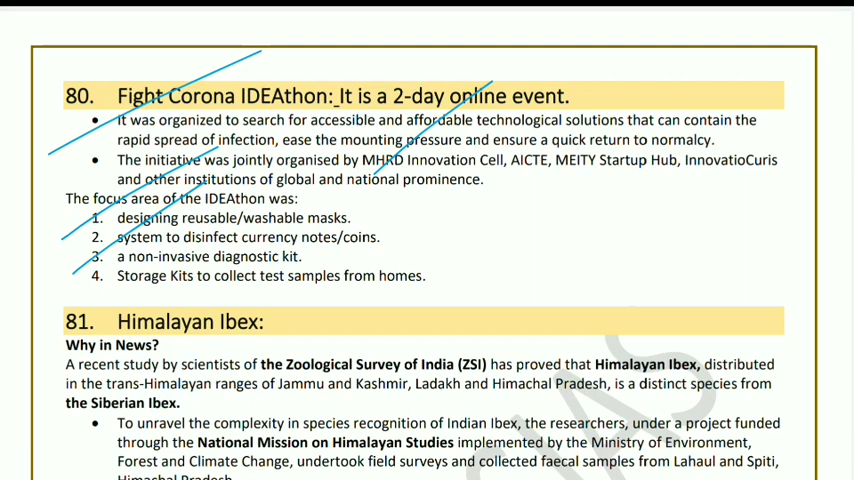 80. Fight Corona IDEAthon: It is a 2-day online event.
• It was organized to search for accessible and affordable technological solutions that can contain the
rapid spread of infection, ease the mounting pressure and ensure a quick return to normalcy.
• The initiative was jointly organised by MHRD Innovation Cell, AICTE, MEITY Startup Hub, InnovatioCuris
and other institutions of global and national prominence.
The focus area of the IDEAthon was:
1. designing reusable/washable masks.
2. system to disinfect currency notes/coins.
3. a non-invasive diagnostic kit.
4. Storage Kits to collect test samples from homes.
81. Himalayan Ibex:
Why in News?
A recent study by scientists of the Zoological Survey of India (ZSI) has proved that Himalayan Ibex, distributed
in the trans-Himalayan ranges of Jammu and Kashmir, Ladakh and Himachal Pradesh, is a distinct species from
the Siberian Ibex.
• To unravel the complexity in species recognition of Indian Ibex, the researchers, under a project funded
through the National Mission on Himalayan Studies implemented by the Ministry of Environment,
Forest and Climate Change, undertook field surveys and collected faecal samples from Lahaul and Spiti,
Himachal Pradesh.
IAS